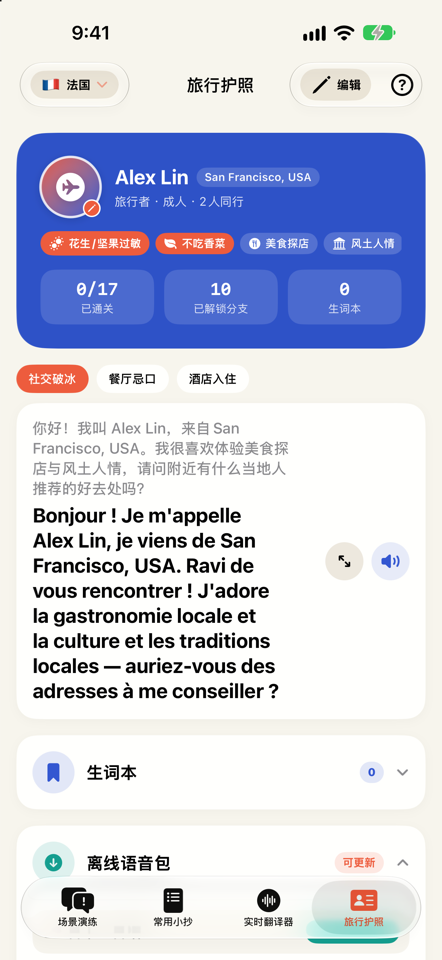 9:41
法国
旅行护照
编辑
Alex Lin
San Francisco, USA
旅行者 · 成人 · 2人同行
花生/坚果过敏
不吃香菜
美食探店
风土人情
0/17
10
0
已通关
已解锁分支
生词本
社交破冰
餐厅忌口
酒店入住
你好！我叫 Alex Lin，来自 San
Francisco, USA。我很喜欢体验美食探
店与风土人情，请问附近有什么当地人
推荐的好去处吗？
Bonjour ! Je m'appelle
Alex Lin, je viens de San
Francisco, USA. Ravi de
vous rencontrer ! J'adore
la gastronomie locale et
la culture et les traditions
locales — auriez-vous des
adresses à me conseiller ?
生词本
0
离线语音包
可更新
场景演练
常用小抄
实时翻译器
旅行护照